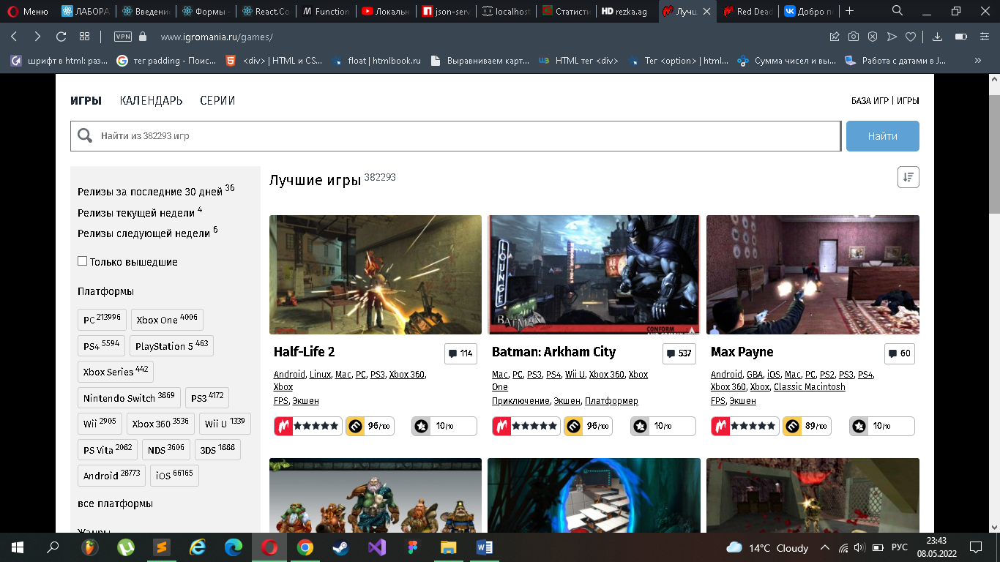 Меню
ЛАБОРА
Введение
Формы –
React.Co
Function
Локальн
json-serv
localhost
Статисти
HD rezka.ag
Лучш
Red Dead
Добро п
VPN
www.igromania.ru/games/
шрифт в html: раз...
тег padding - Поис...
<div> | HTML и CS...
float | htmlbook.ru
Выравниваем карт...
HTML тег <div>
Тег <option> | html...
Сумма чисел и вы...
Работа с датами в J...
ИГРЫ КАЛЕНДАРЬ СЕРИИ
БАЗА ИГР | ИГРЫ
Найти из 382293 игр
Найти
Релизы за последние 30 дней 36
Релизы текущей недели 4
Релизы следующей недели 6
Только вышедшие
Платформы
PC 213996 Xbox One 4006
PS4 5594 PlayStation 5 463
Xbox Series 442
Nintendo Switch 3869 PS3 4172
Wii 2905 Xbox 360 3536 Wii U 1339
PS Vita 2062 NDS 3606 3DS 1666
Android 26773 iOS 66165
все платформы
Жанры
Лучшие игры 382293
LOUNGE
BATMAN
CONFORM
Half-Life 2 114
Android, Linux, Mac, PC, PS3, Xbox 360,
Xbox
FPS, Экшен
96/100
10/10
Batman: Arkham City 537
Mac, PC, PS3, PS4, Wii U, Xbox 360, Xbox
One
Приключение, Экшен, Платформер
96/100
10/10
Max Payne 60
Android, GBA, iOS, Mac, PC, PS2, PS3, PS4,
Xbox 360, Xbox, Classic Macintosh
FPS, Экшен
89/100
10/10
14°C Cloudy
РУС
23:43
08.05.2022